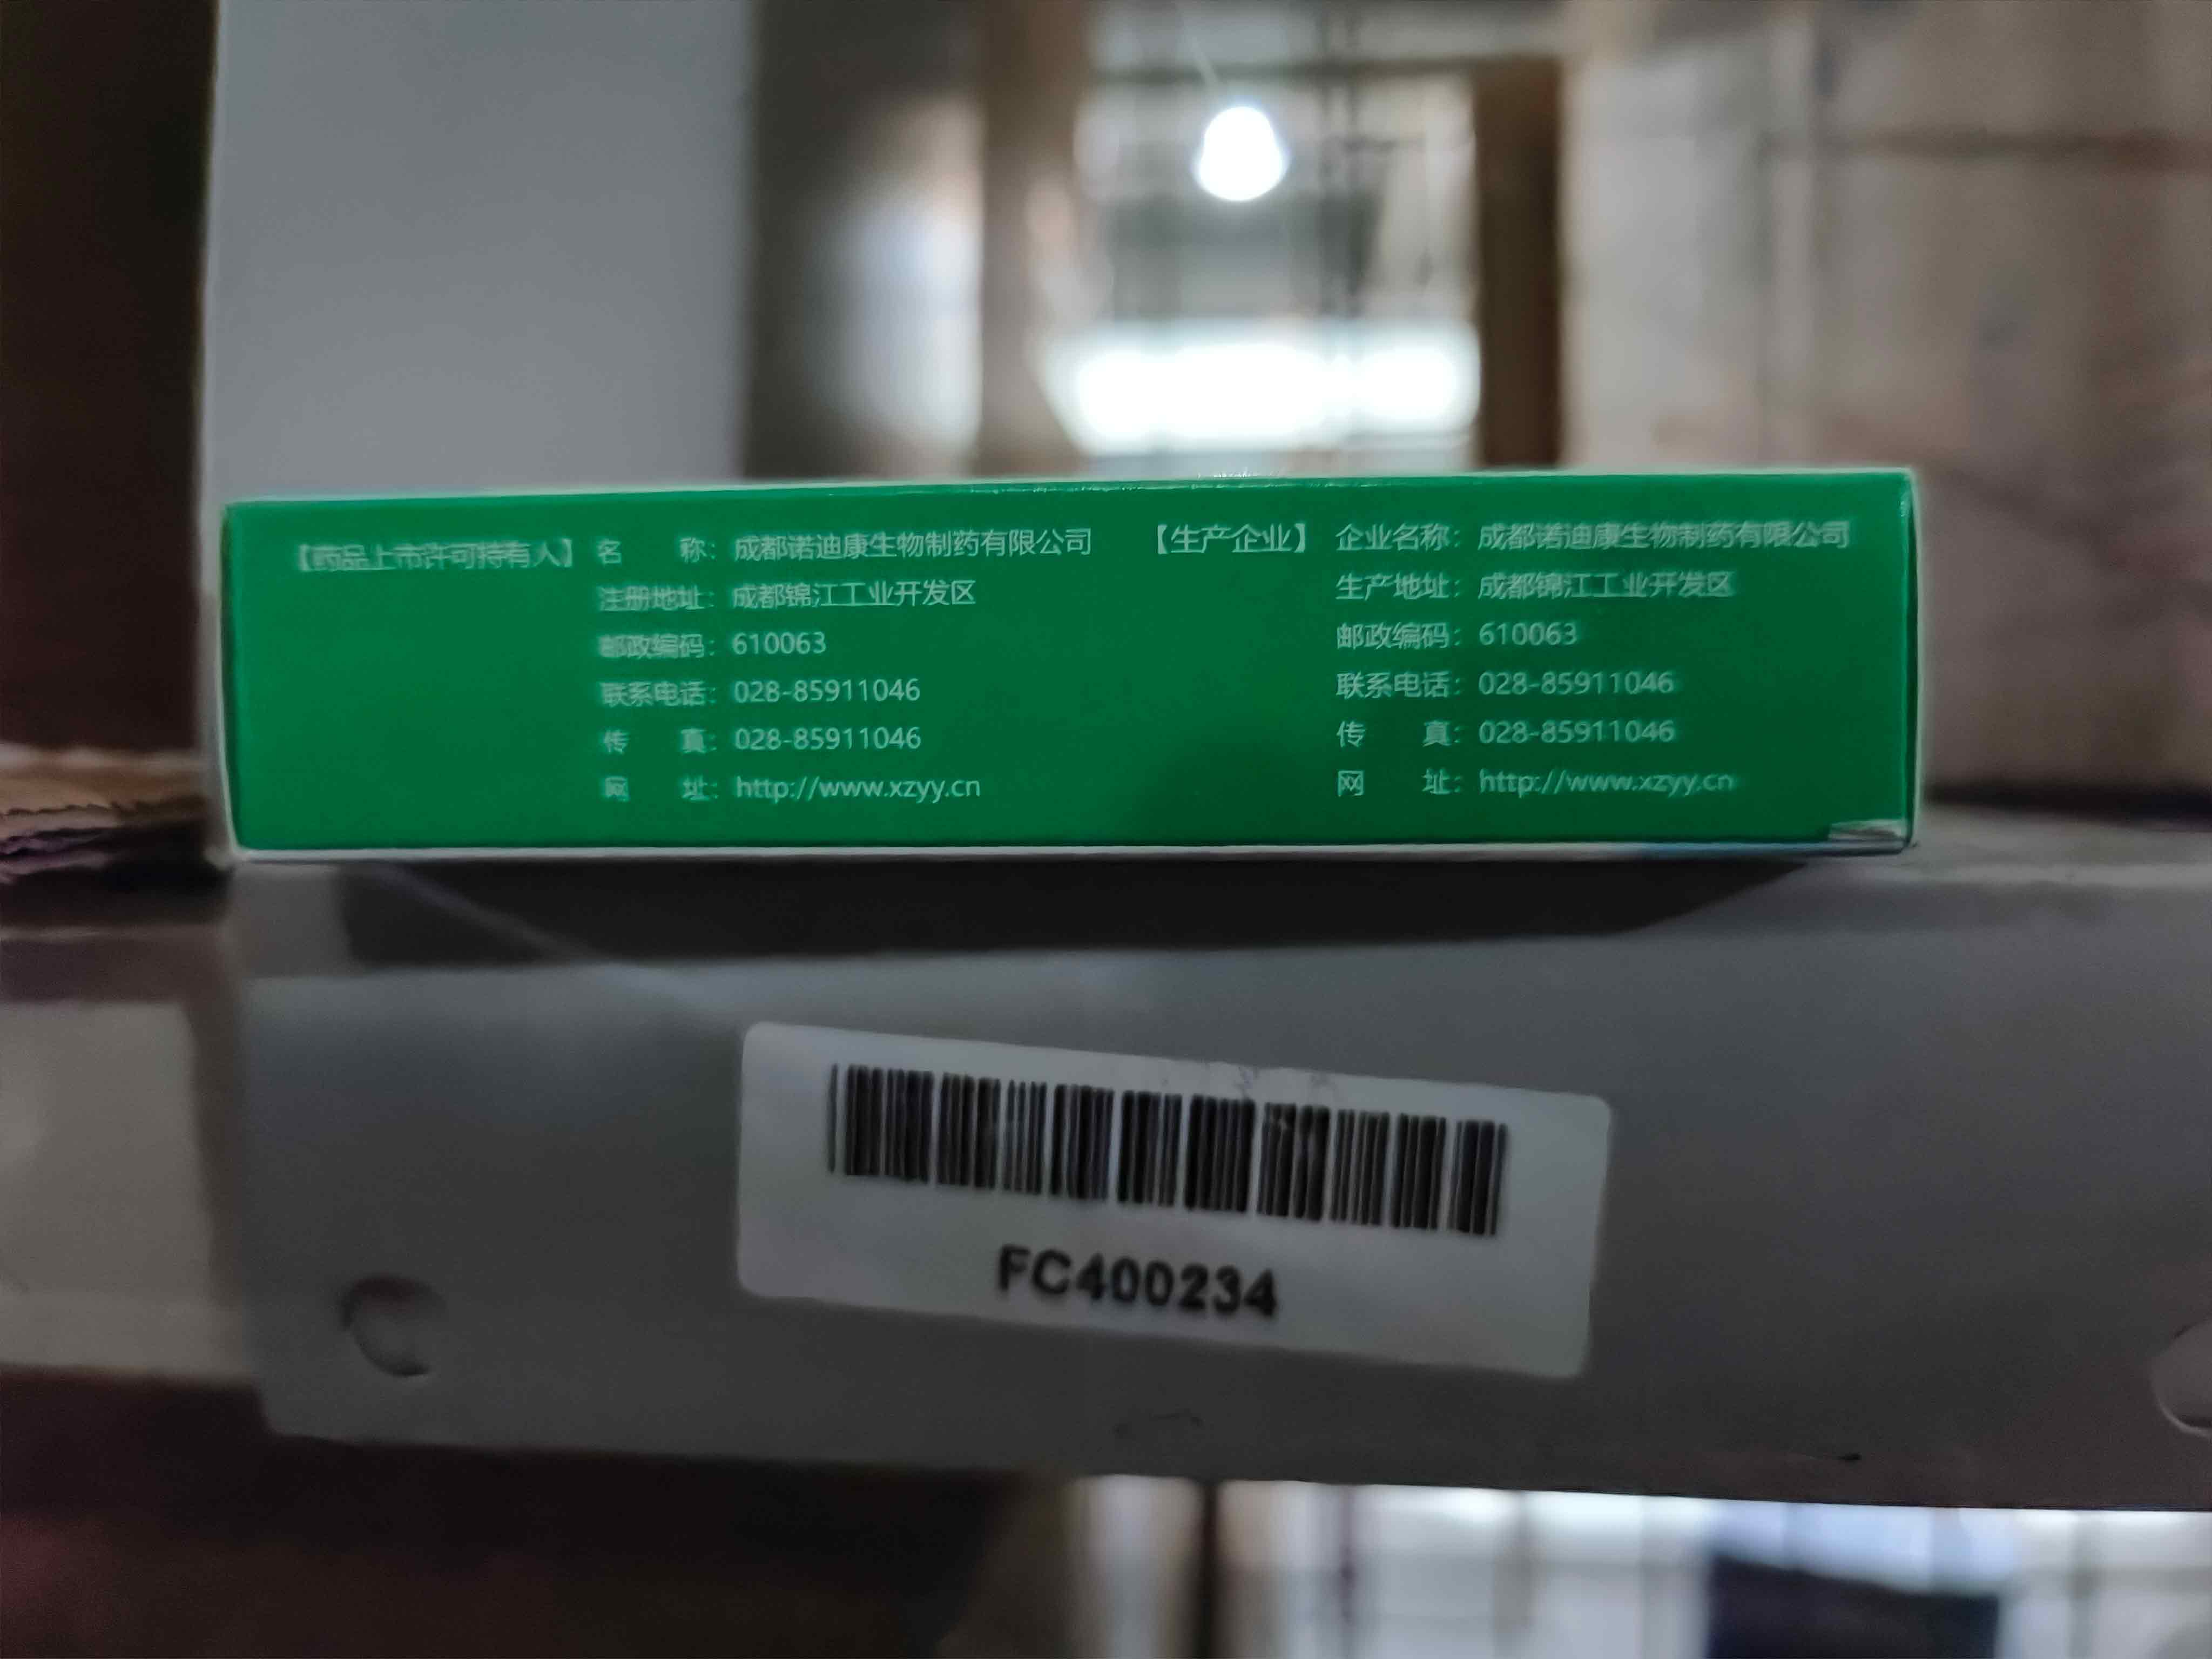 【药品上市许可持有人】 名 称：成都诺迪康生物制药有限公司
注册地址：成都锦江工业开发区
邮政编码：610063
联系电话：028-85911046
传 真：028-85911046
网 址：http://www.xzyy.cn
【生产企业】 企业名称：成都诺迪康生物制药有限公司
生产地址：成都锦江工业开发区
邮政编码：610063
联系电话：028-85911046
传 真：028-85911046
网 址：http://www.xzyy.cn
FC400234